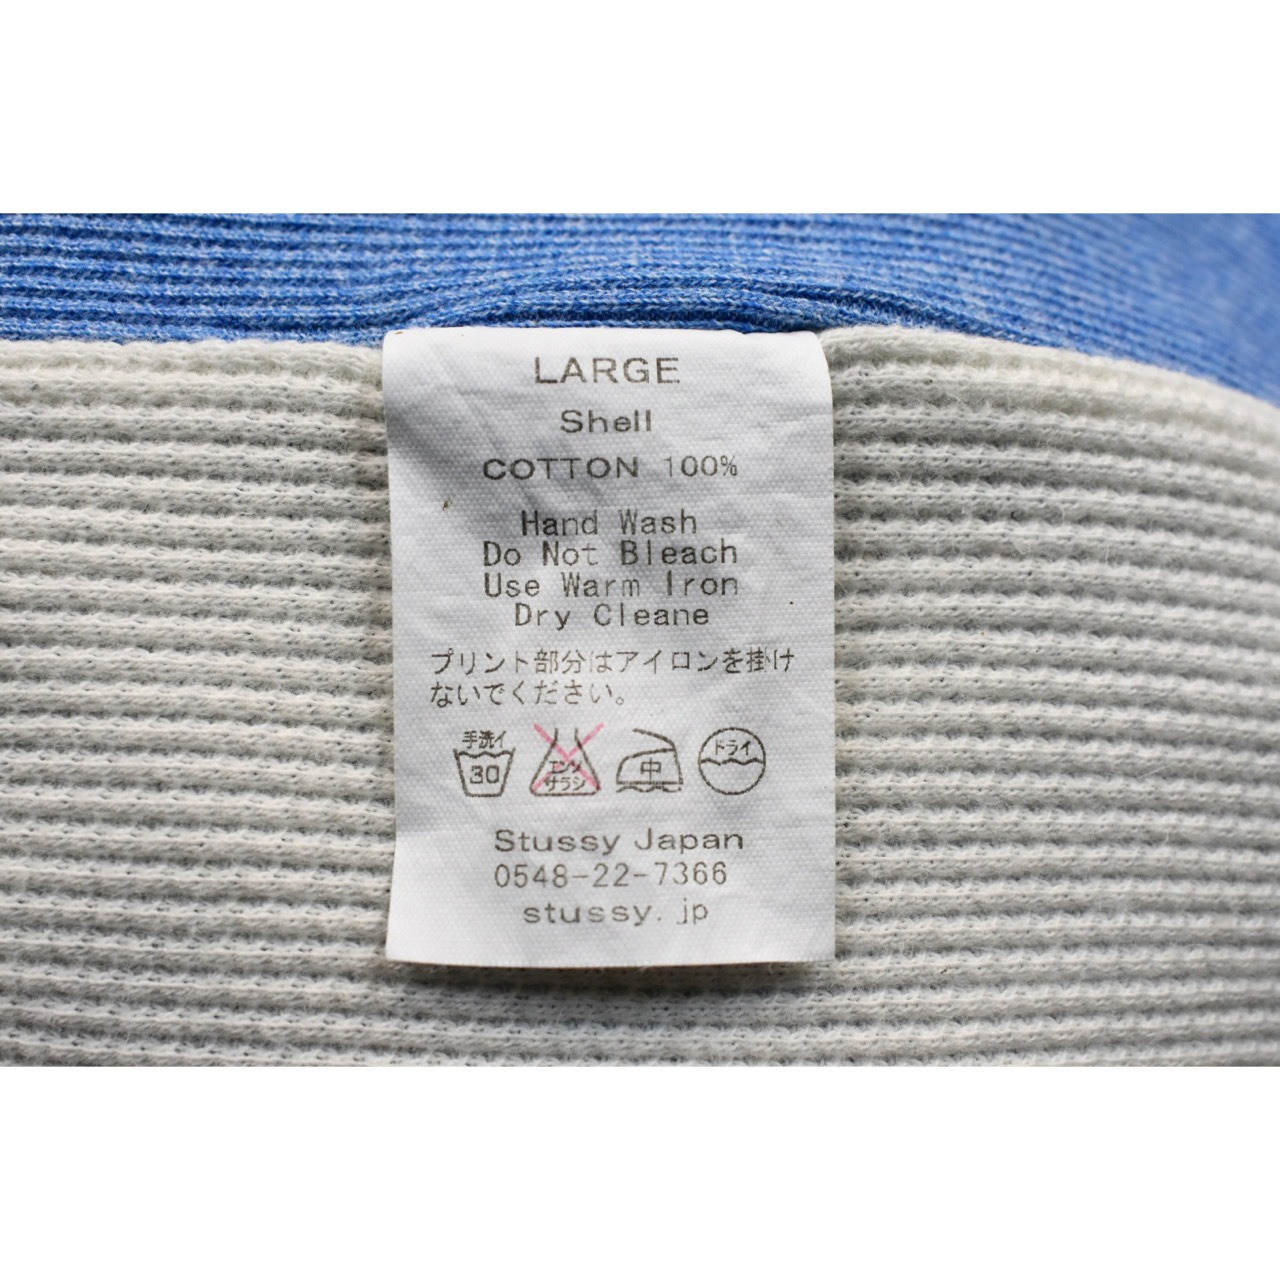 LARGE
Shell
COTTON 100%
Hand Wash
Do Not Bleach
Use Warm Iron
Dry Cleane
プリント部分はアイロンを掛け
ないでください。
手洗イ
30
エンソ
サラシ
中
ドライ
Stussy Japan
0548-22-7366
stussy.jp